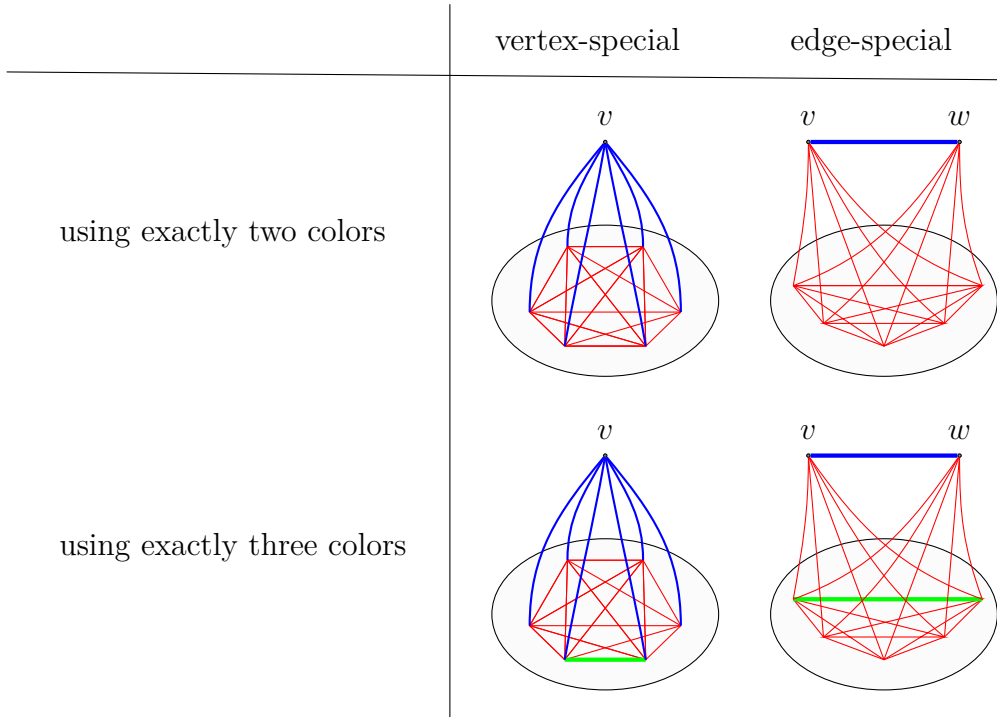 vertex-special edge-special
v v w
using exactly two colors
v v w
using exactly three colors